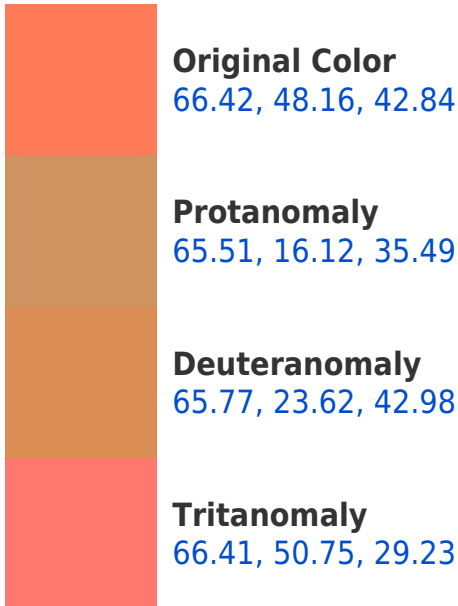 Original Color
66.42, 48.16, 42.84
Protanomaly
65.51, 16.12, 35.49
Deuteranomaly
65.77, 23.62, 42.98
Tritanomaly
66.41, 50.75, 29.23